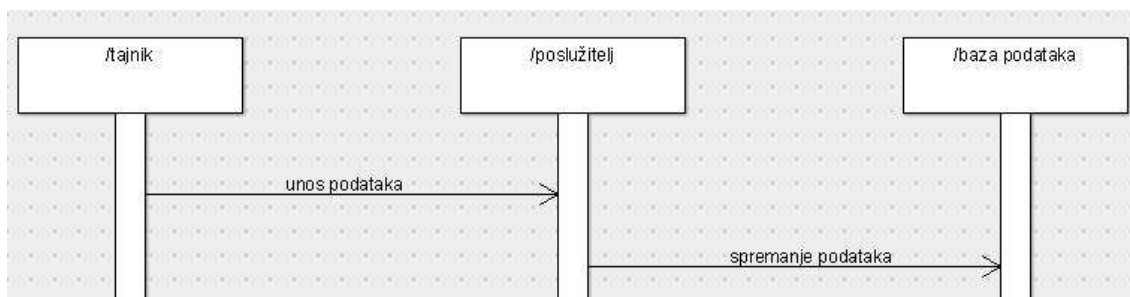 /tajnik
/poslužitelj
/baza podataka
unos podataka
spremanje podataka